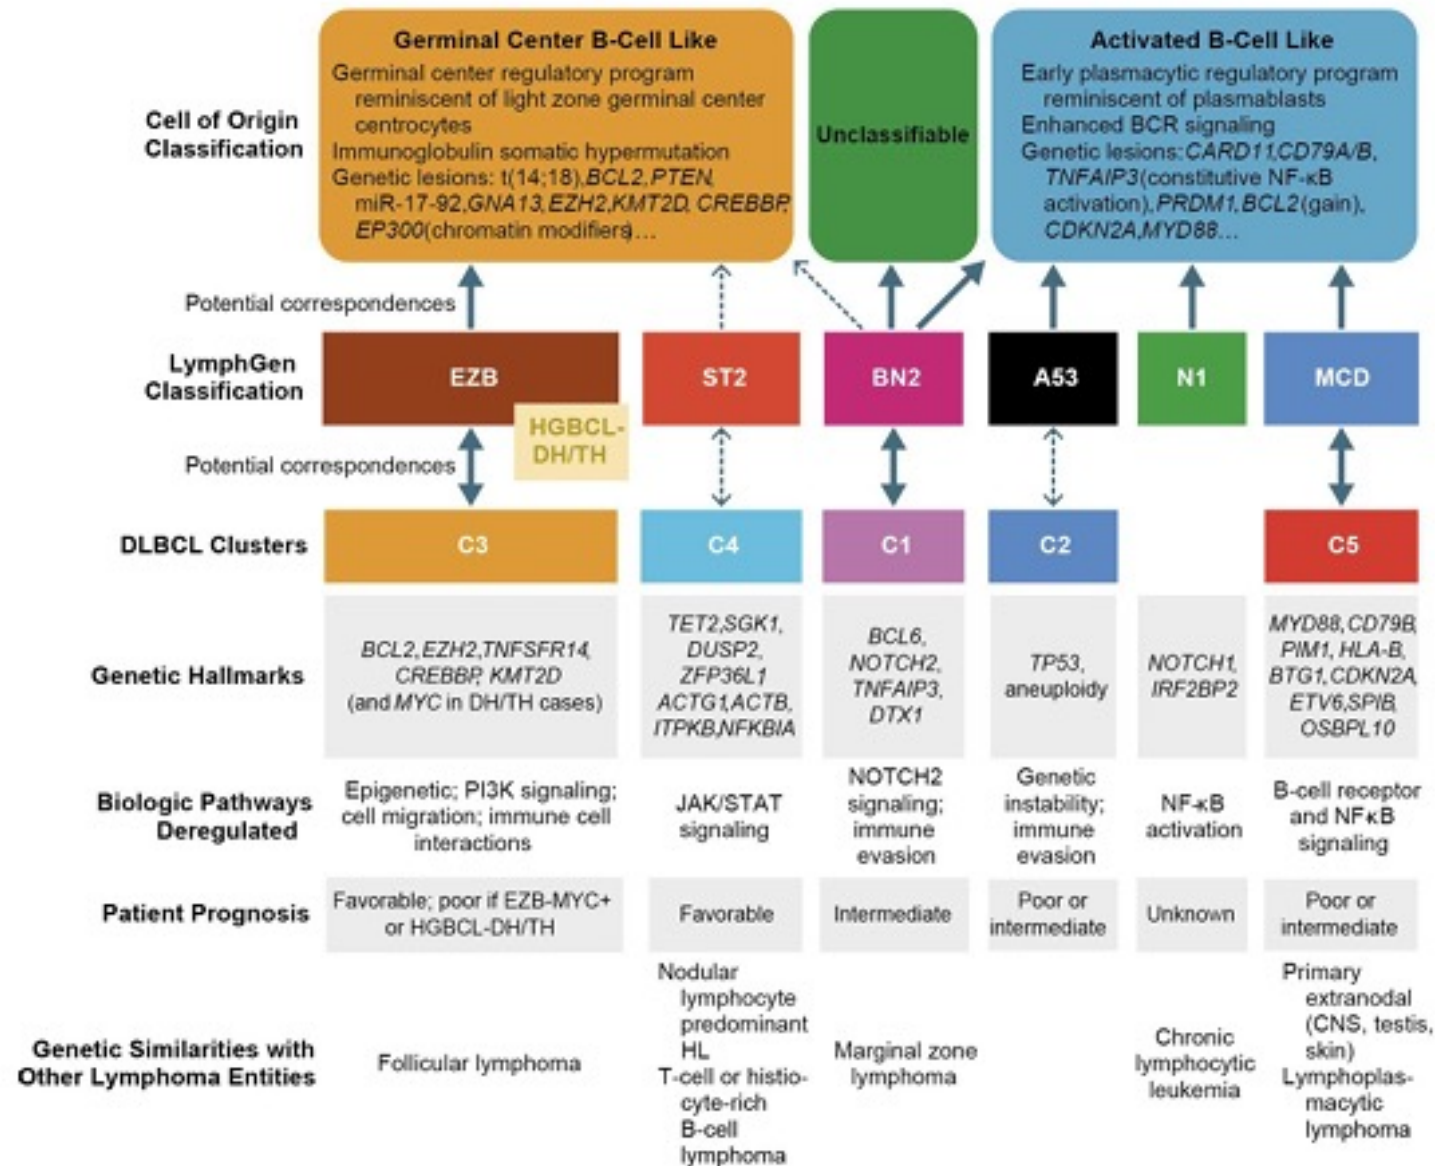 Cell of Origin
Classification
Germinal Center B-Cell Like
Germinal center regulatory program
reminiscent of light zone germinal center
centrocytes
Immunoglobulin somatic hypermutation
Genetic lesions: t(14;18),BCL2,PTEN,
miR-17-92,GNA13,EZH2,KMT2D, CREBBP,
EP300(chromatin modifiers)…
Unclassifiable
Activated B-Cell Like
Early plasmacytic regulatory program
reminiscent of plasmablasts
Enhanced BCR signaling
Genetic lesions:CARD11,CD79A/B,
TNFAIP3(constitutive NF-κB
activation),PRDM1,BCL2(gain),
CDKN2A,MYD88…
Potential correspondences
LymphGen
Classification
EZB
HGBCL-
DH/TH
ST2
BN2
A53
N1
MCD
Potential correspondences
DLBCL Clusters
C3
C4
C1
C2
C5
Genetic Hallmarks
BCL2,EZH2,TNFSFR14,
CREBBP, KMT2D
(and MYC in DH/TH cases)
TET2,SGK1,
DUSP2,
ZFP36L1
ACTG1,ACTB,
ITPKB,NFKBIA
BCL6,
NOTCH2,
TNFAIP3,
DTX1
TP53,
aneuploidy
NOTCH1,
IRF2BP2
MYD88,CD79B,
PIM1, HLA-B,
BTG1,CDKN2A,
ETV6,SPIB,
OSBPL10
Biologic Pathways
Deregulated
Epigenetic; PI3K signaling;
cell migration; immune cell
interactions
JAK/STAT
signaling
NOTCH2
signaling;
immune
evasion
Genetic
instability;
immune
evasion
NF-κB
activation
B-cell receptor
and NFκB
signaling
Patient Prognosis
Favorable; poor if EZB-MYC+
or HGBCL-DH/TH
Favorable
Intermediate
Poor or
intermediate
Unknown
Poor or
intermediate
Genetic Similarities with
Other Lymphoma Entities
Follicular lymphoma
Nodular
lymphocyte
predominant
HL
T-cell or histio-
cyte-rich
B-cell
lymphoma
Marginal zone
lymphoma
Chronic
lymphocytic
leukemia
Primary
extranodal
(CNS, testis,
skin)
Lymphoplas-
macytic
lymphoma